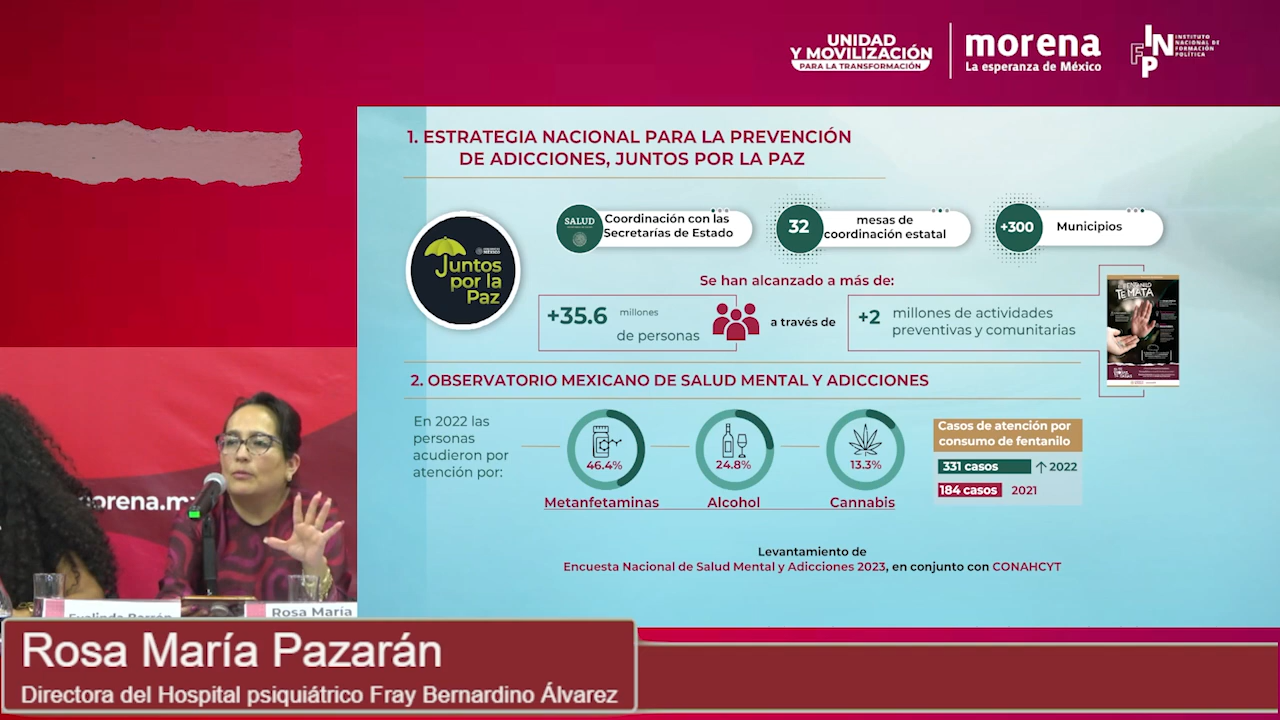 UNIDAD
Y MOVILIZACIÓN
PARA LA TRANSFORMACIÓN
morena
La esperanza de México
INFP
INSTITUTO
NACIONAL DE
FORMACIÓN
POLÍTICA
1. ESTRATEGIA NACIONAL PARA LA PREVENCIÓN
DE ADICCIONES, JUNTOS POR LA PAZ
Juntos
por la
Paz
SALUD
Coordinación con las
Secretarías de Estado
32
mesas de
coordinación estatal
+300
Municipios
Se han alcanzado a más de:
+35.6
millones
de personas
a través de
+2
millones de actividades
preventivas y comunitarias
TE MATA
2. OBSERVATORIO MEXICANO DE SALUD MENTAL Y ADICCIONES
En 2022 las
personas
acudieron por
atención por:
46.4%
Metanfetaminas
24.8%
Alcohol
13.3%
Cannabis
Casos de atención por
consumo de fentanilo
331 casos
2022
184 casos
2021
Levantamiento de
Encuesta Nacional de Salud Mental y Adicciones 2023, en conjunto con CONAHCYT
morena.m
Rosa María
Rosa María Pazarán
Directora del Hospital psiquiátrico Fray Bernardino Álvarez